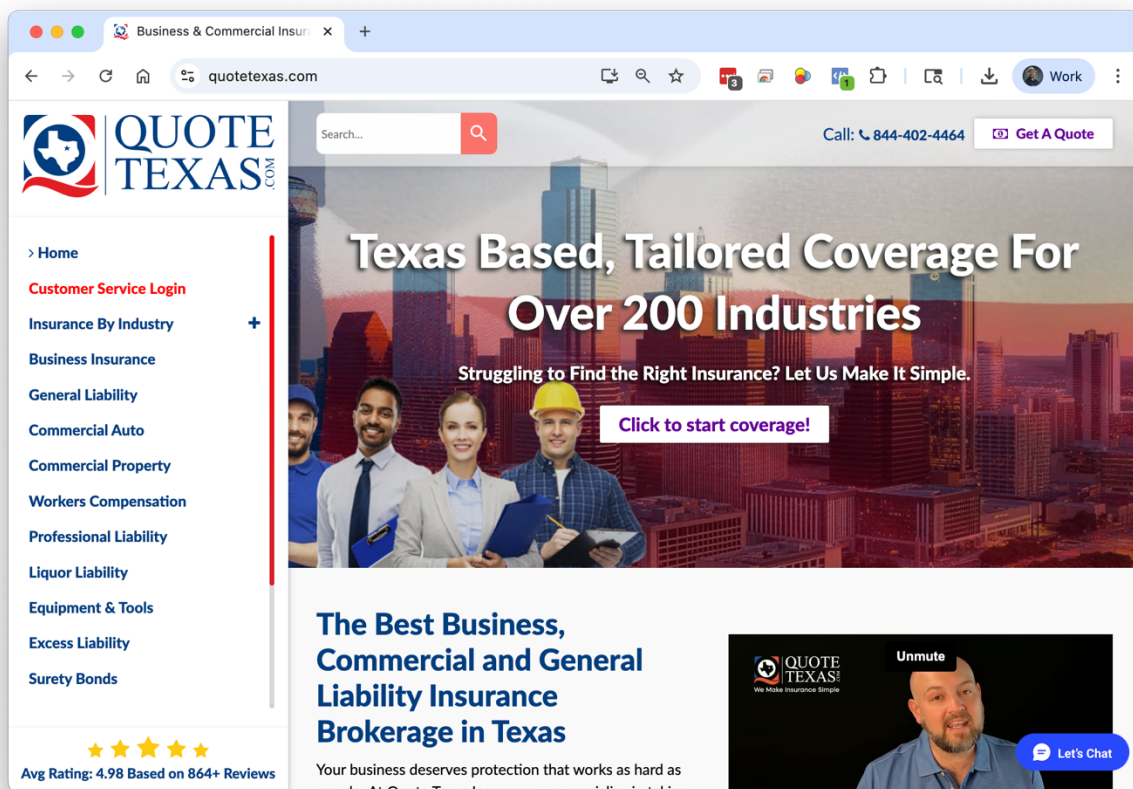 Business & Commercial Insur
quotetexas.com
3
1
Work
QUOTE
TEXAS
.COM
Search...
Call: 844-402-4464
Get A Quote
Home
Customer Service Login
Insurance By Industry
Business Insurance
General Liability
Commercial Auto
Commercial Property
Workers Compensation
Professional Liability
Liquor Liability
Equipment & Tools
Excess Liability
Surety Bonds
Avg Rating: 4.98 Based on 864+ Reviews
Texas Based, Tailored Coverage For
Over 200 Industries
Struggling to Find the Right Insurance? Let Us Make It Simple.
Click to start coverage!
The Best Business,
Commercial and General
Liability Insurance
Brokerage in Texas
Your business deserves protection that works as hard as
QUOTE
TEXAS
We Make Insurance Simple
Unmute
Let's Chat